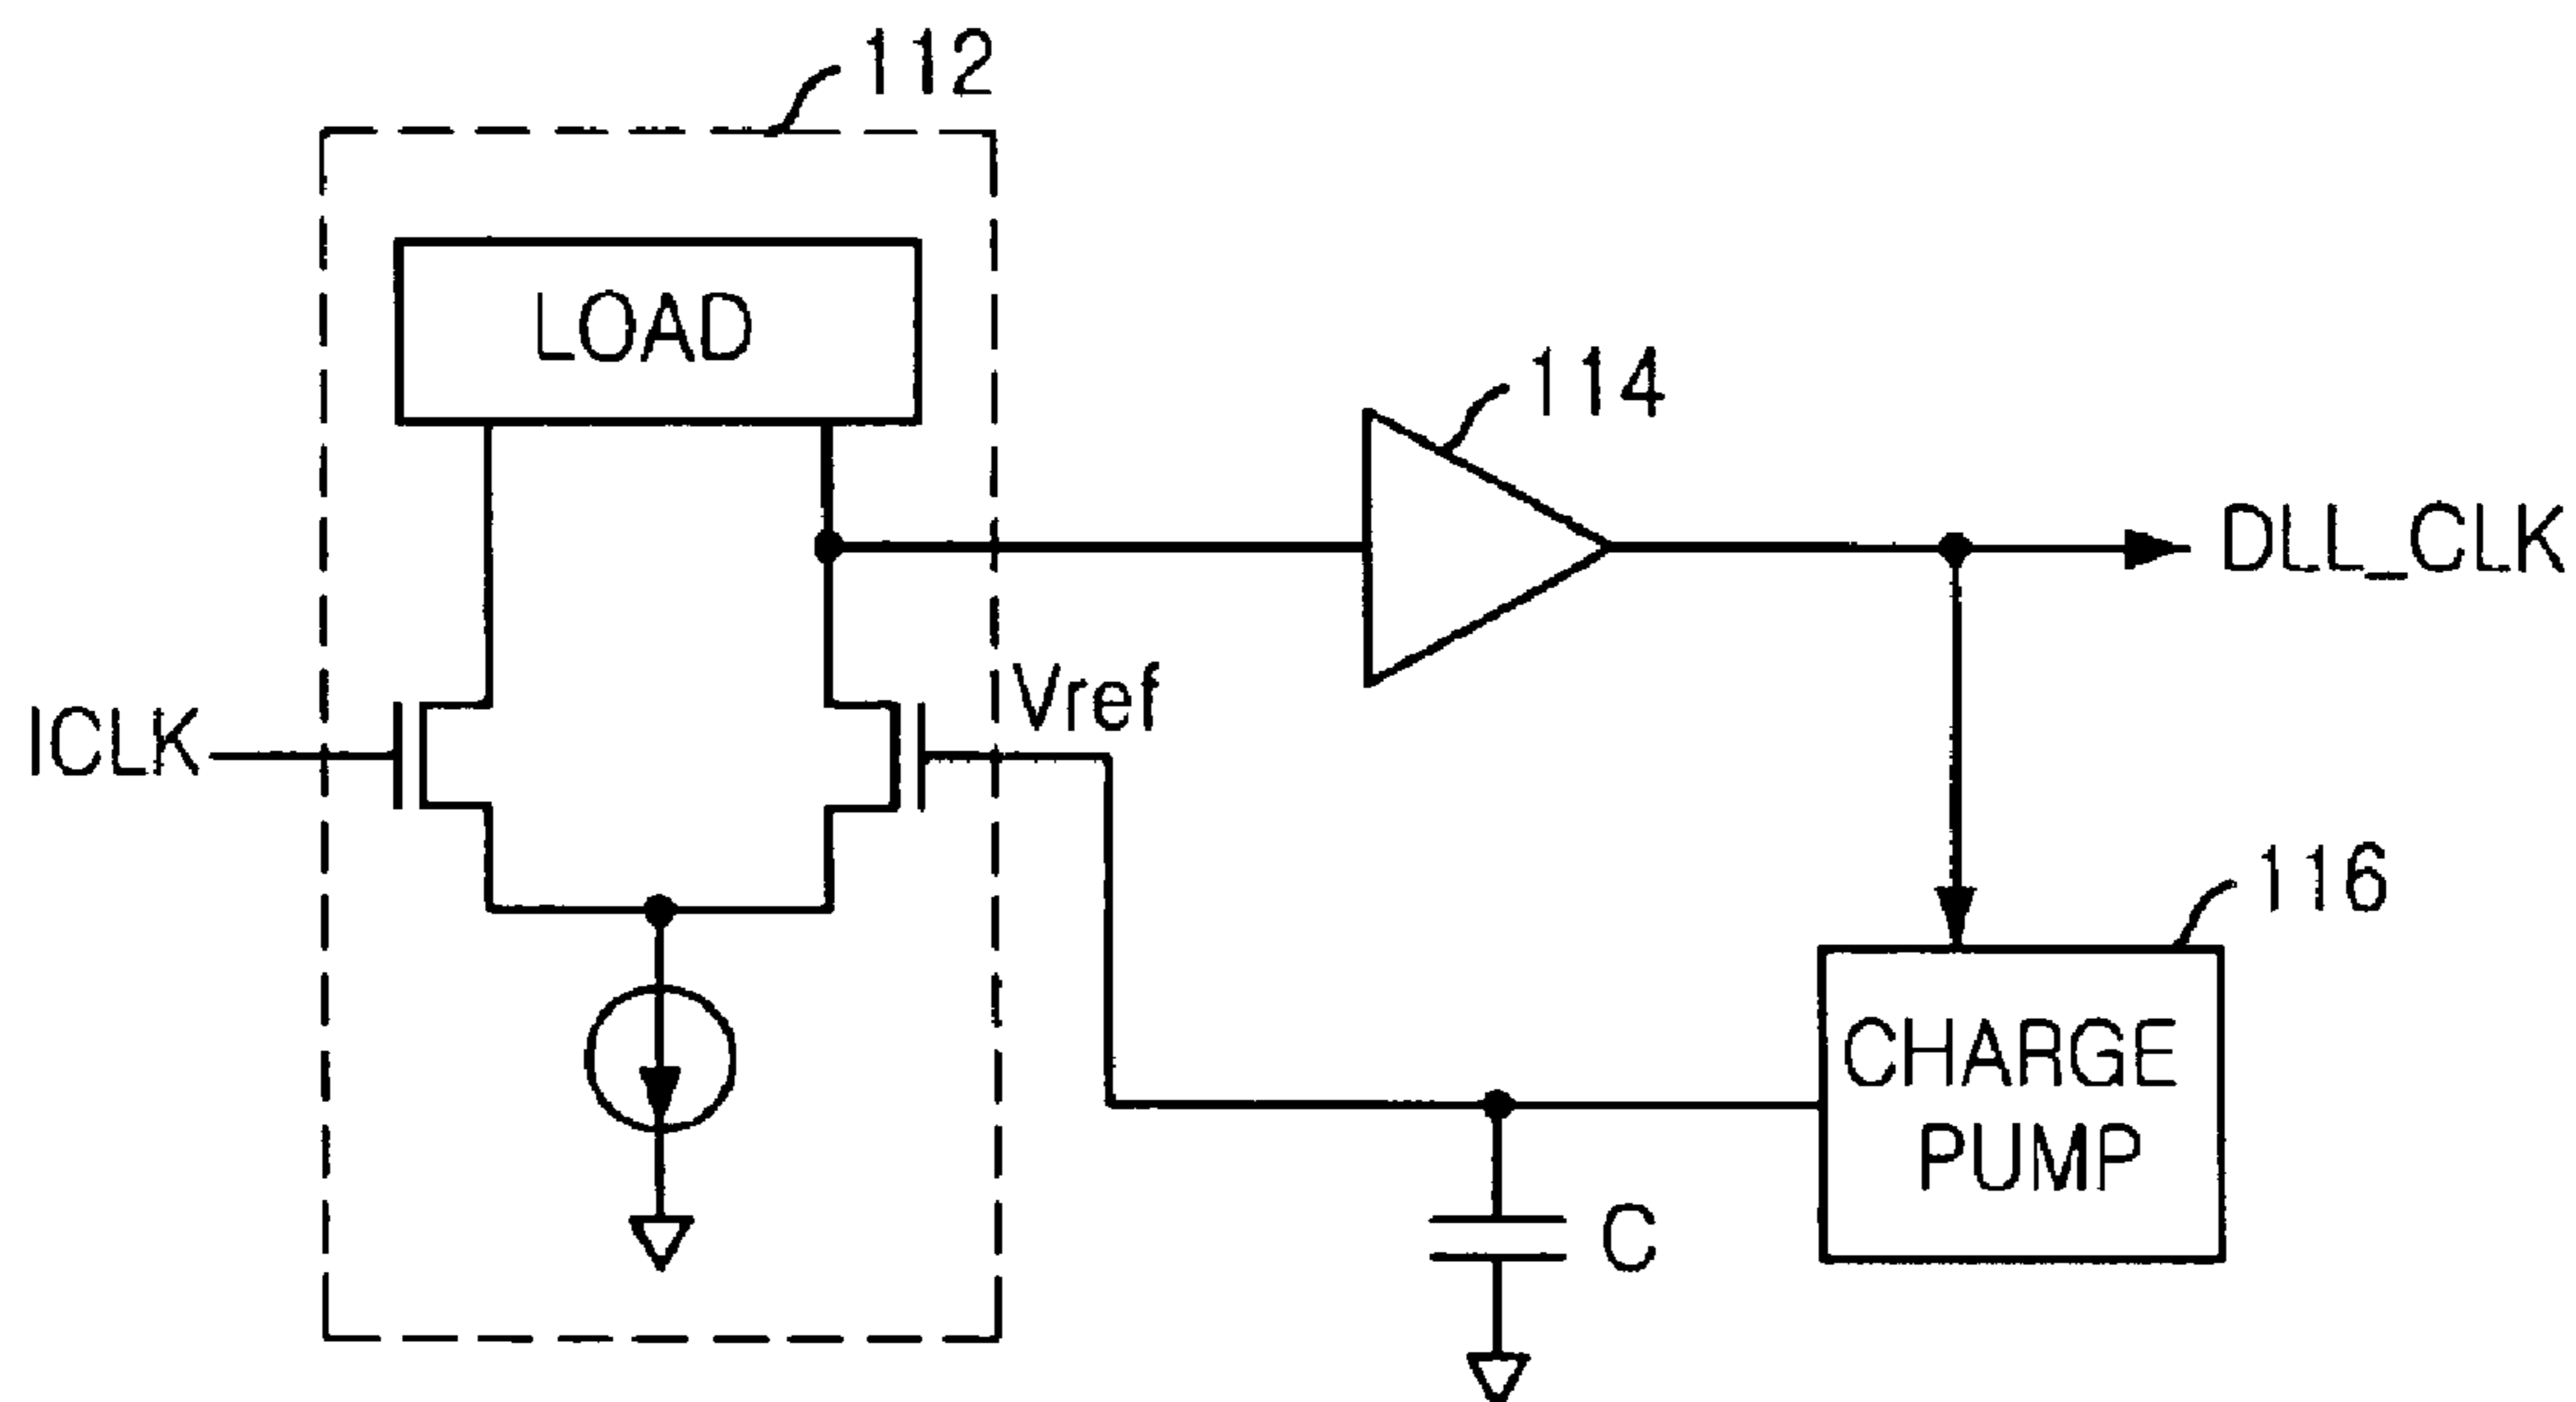 112
LOAD
114
DLL_CLK
Vref
ICLK
116
CHARGE
PUMP
C